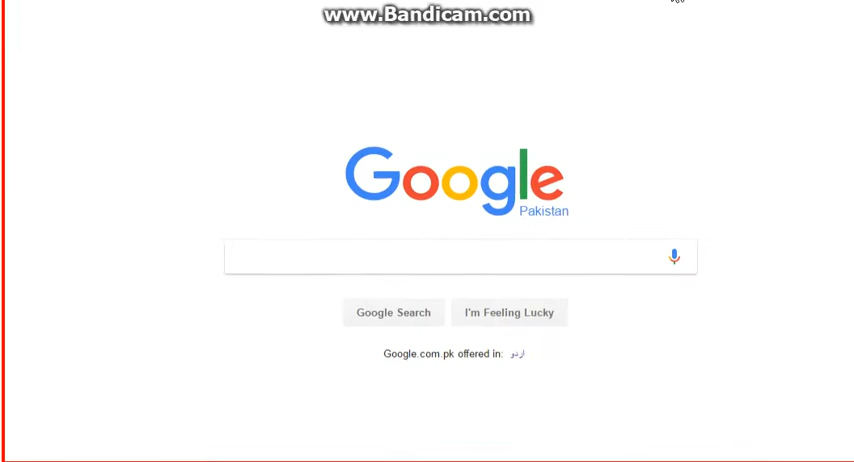 www.Bandicam.com
Google
Pakistan
Google Search
I'm Feeling Lucky
Google.com.pk offered in: اردو